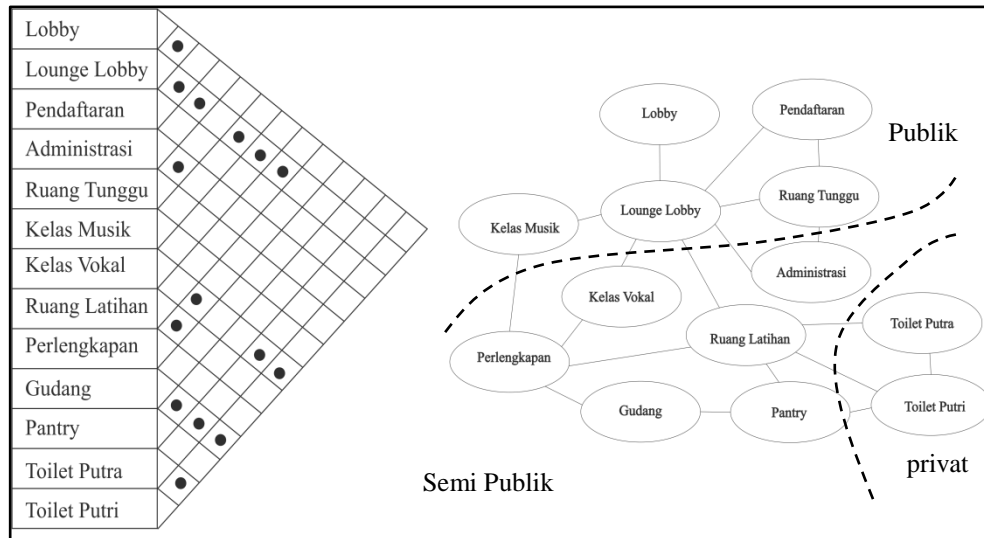 Lobby
Lounge Lobby
Pendaftaran
Administrasi
Ruang Tunggu
Kelas Musik
Kelas Vokal
Ruang Latihan
Perlengkapan
Gudang
Pantry
Toilet Putra
Toilet Putri
Lobby
Pendaftaran
Publik
Lounge Lobby
Ruang Tunggu
Kelas Musik
Administrasi
Kelas Vokal
Toilet Putra
Ruang Latihan
Perlengkapan
Gudang
Pantry
Toilet Putri
privat
Semi Publik